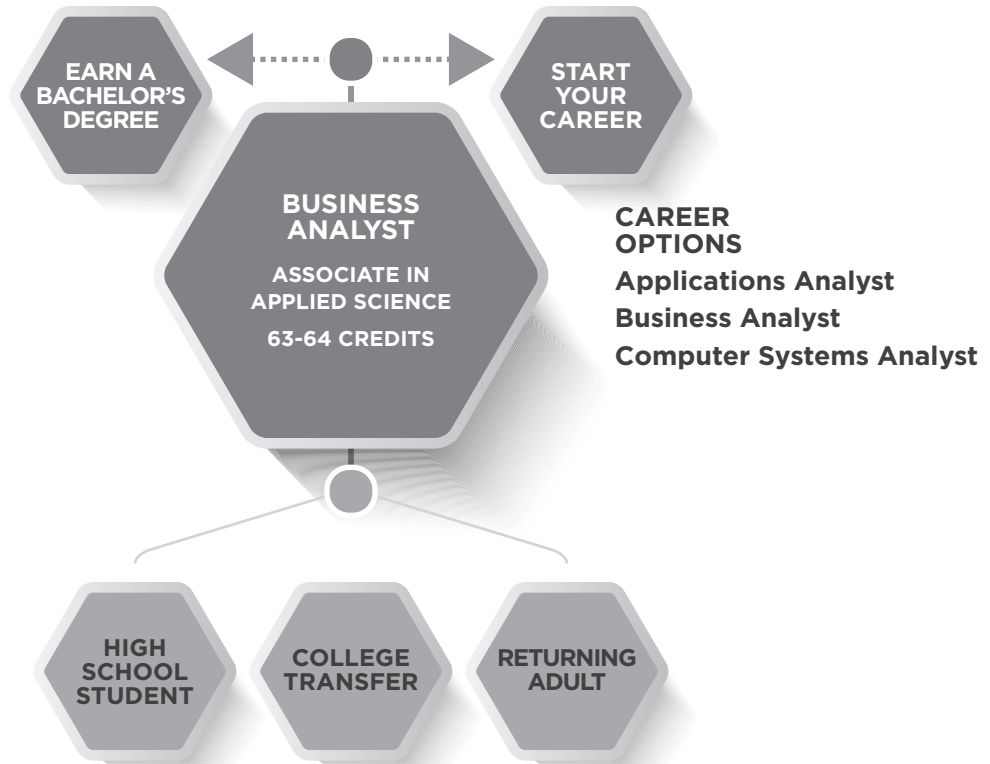 EARN A
BACHELOR'S
DEGREE
START
YOUR
CAREER
BUSINESS
ANALYST
ASSOCIATE IN
APPLIED SCIENCE
63-64 CREDITS
CAREER
OPTIONS
Applications Analyst
Business Analyst
Computer Systems Analyst
HIGH
SCHOOL
STUDENT
COLLEGE
TRANSFER
RETURNING
ADULT